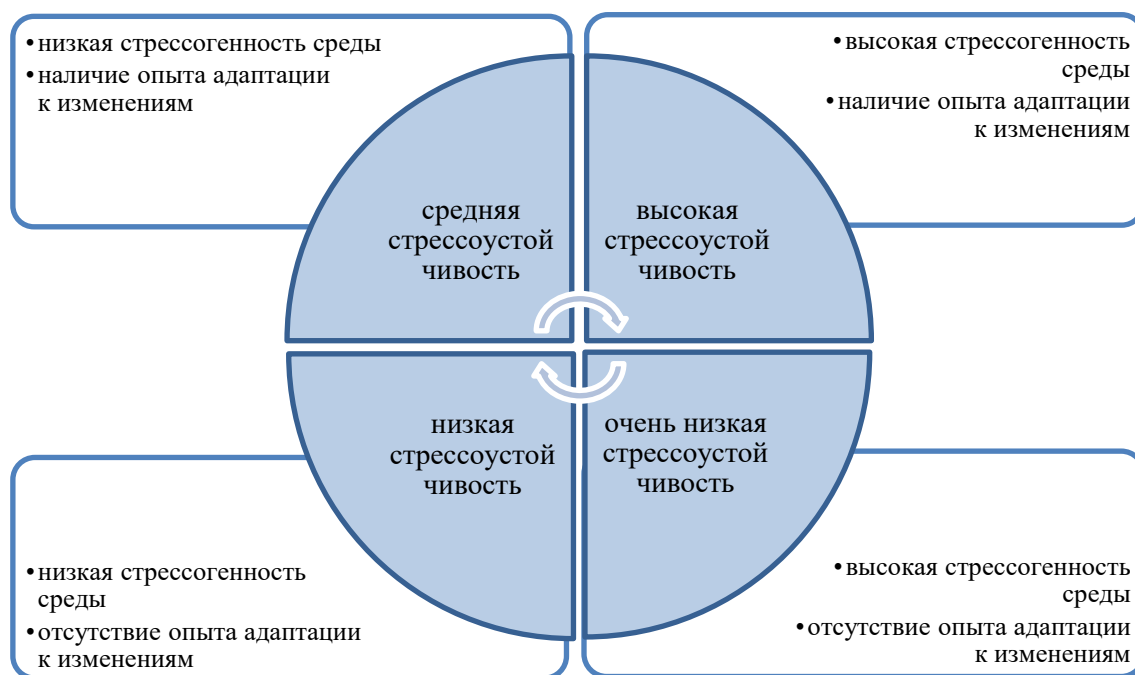 •низкая стрессогенность среды
•наличие опыта адаптации
к изменениям
•высокая стрессогенность
среды
•наличие опыта адаптации
к изменениям
средняя
стрессоустой
чивость
высокая
стрессоустой
чивость
низкая
стрессоустой
чивость
очень низкая
стрессоустой
чивость
•низкая стрессогенность
среды
•отсутствие опыта адаптации
к изменениям
•высокая стрессогенность
среды
•отсутствие опыта адаптации
к изменениям